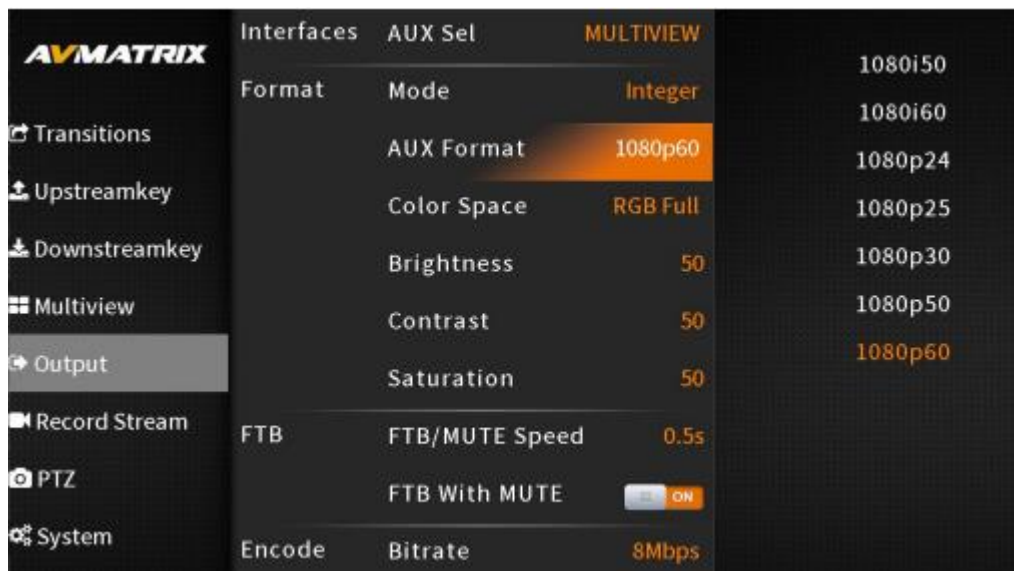 AVMATRIX
Transitions
Upstreamkey
Downstreamkey
Multiview
Output
Record Stream
PTZ
System
Interfaces AUX Sel MULTIVIEW
Format Mode Integer
AUX Format 1080p60
Color Space RGB Full
Brightness 50
Contrast 50
Saturation 50
FTB FTB/MUTE Speed 0.5s
FTB With MUTE ON
Encode Bitrate 8Mbps
1080i50
1080i60
1080p24
1080p25
1080p30
1080p50
1080p60